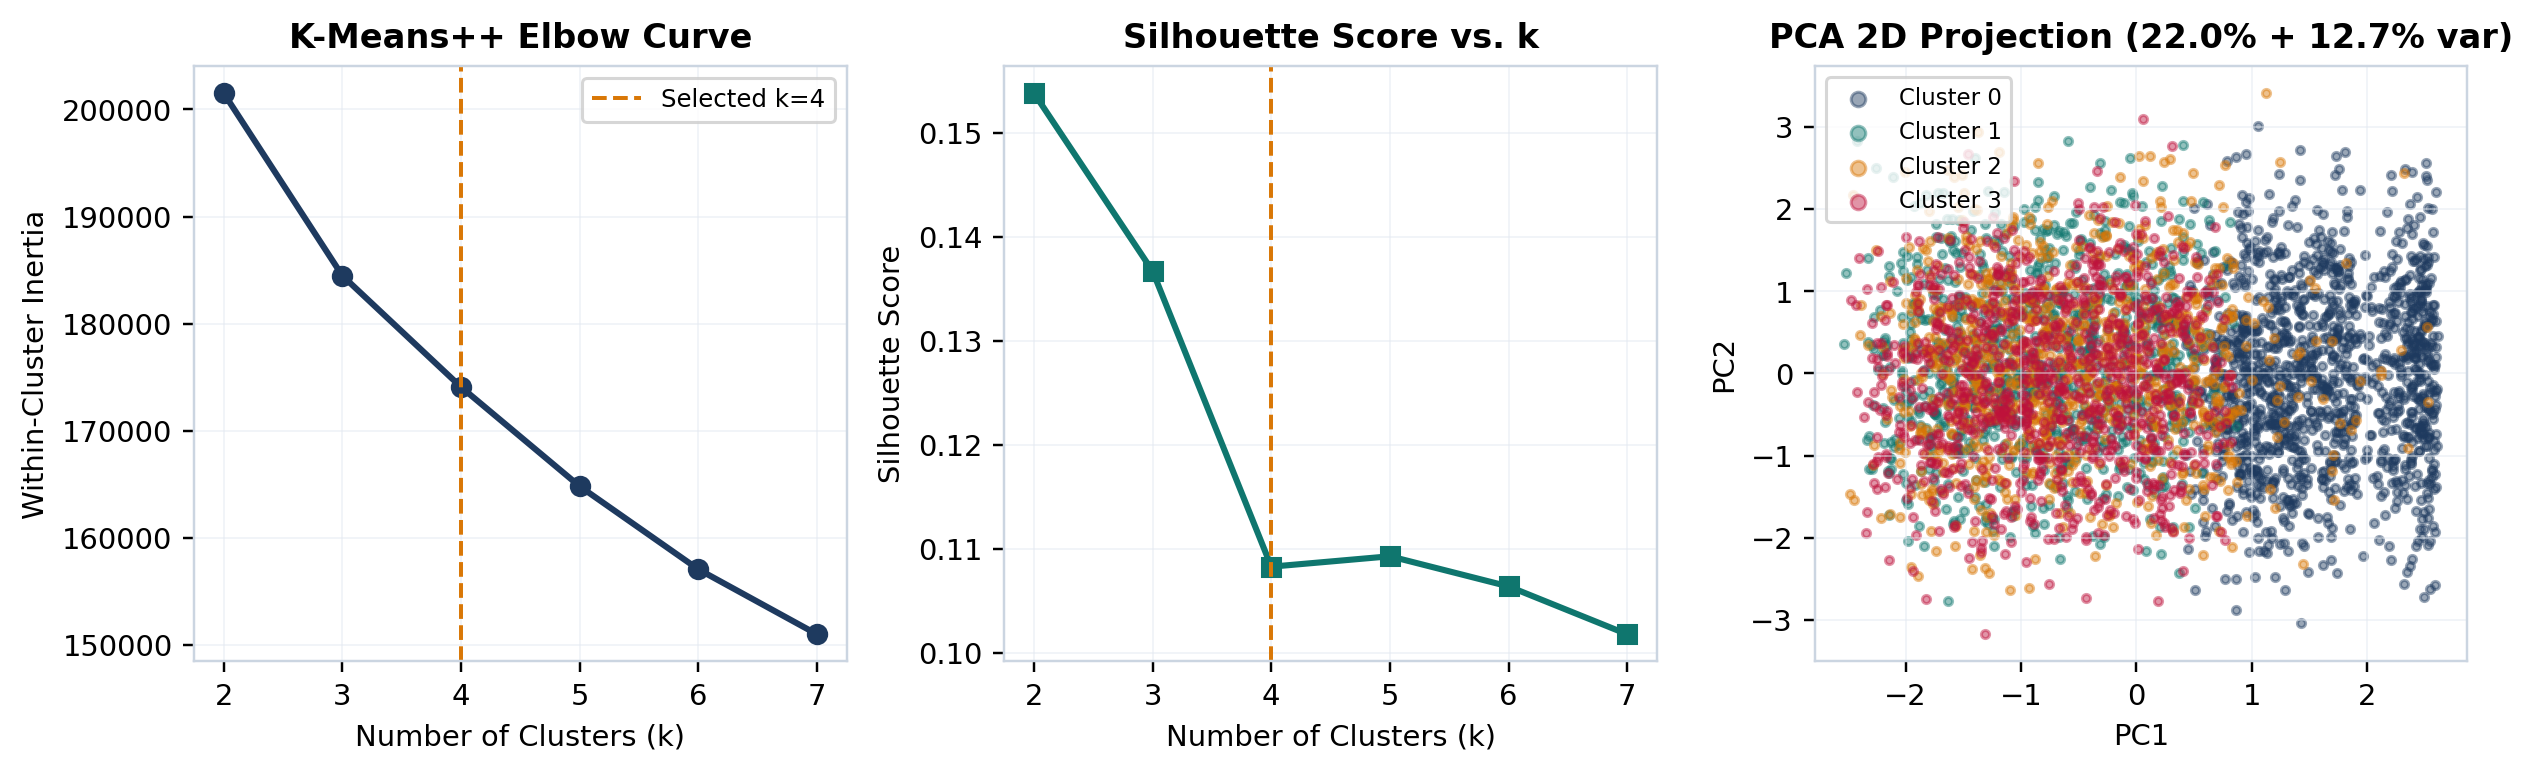 K-Means++ Elbow Curve
Within-Cluster Inertia
200000
190000
180000
170000
160000
150000
Selected k=4
2 3 4 5 6 7
Number of Clusters (k)
Silhouette Score vs. k
Silhouette Score
0.15
0.14
0.13
0.12
0.11
0.10
2 3 4 5 6 7
Number of Clusters (k)
PCA 2D Projection (22.0% + 12.7% var)
PC2
3
2
1
0
−1
−2
−3
Cluster 0
Cluster 1
Cluster 2
Cluster 3
−2 −1 0 1 2
PC1